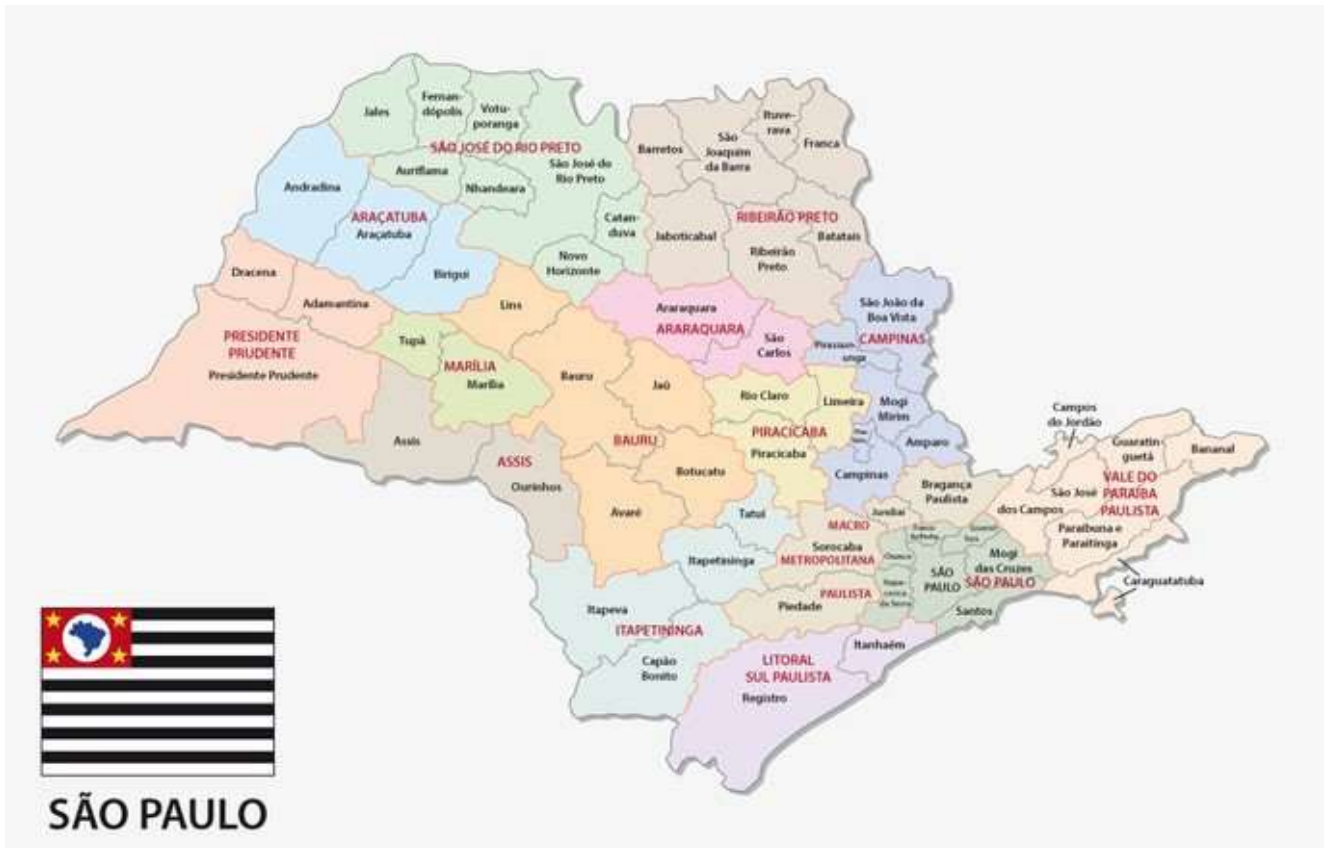 Jales
Fernan-
dópolis
Votu-
poranga
SÃO JOSÉ DO RIO PRETO
São José do
Rio Preto
Auriflama
Nhandeara
Catan-
duva
Novo
Horizonte
Andradina
ARAÇATUBA
Araçatuba
Birigui
Barretos
São
Joaquim
da Barra
Ituve-
rava
Franca
RIBEIRÃO PRETO
Jaboticabal
Ribeirão
Preto
Batatais
Dracena
Adamantina
PRESIDENTE
PRUDENTE
Presidente Prudente
Tupã
MARÍLIA
Marília
Lins
Bauru
Jaú
BAURU
Botucatu
Avaré
Araraquara
ARARAQUARA
São
Carlos
São João da
Boa Vista
CAMPINAS
Pirassun-
unga
Mogi
Mirim
Amparo
Campinas
Rio Claro
Limeira
PIRACICABA
Piracicaba
Assis
ASSIS
Ourinhos
Campos
do Jordão
Guaratin-
guetá
Bananal
VALE DO
PARAÍBA
PAULISTA
São José
dos Campos
Paraibuna e
Paraitinga
Caraguatatuba
Bragança
Paulista
Jundiaí
MACRO
METROPOLITANA
PAULISTA
Sorocaba
Piedade
Tatuí
Itapetininga
Itapeva
ITAPETININGA
Capão
Bonito
Osasco
SÃO
PAULO
Mogi
das Cruzes
SÃO PAULO
Santos
Itanhaém
LITORAL
SUL PAULISTA
Registro
SÃO PAULO